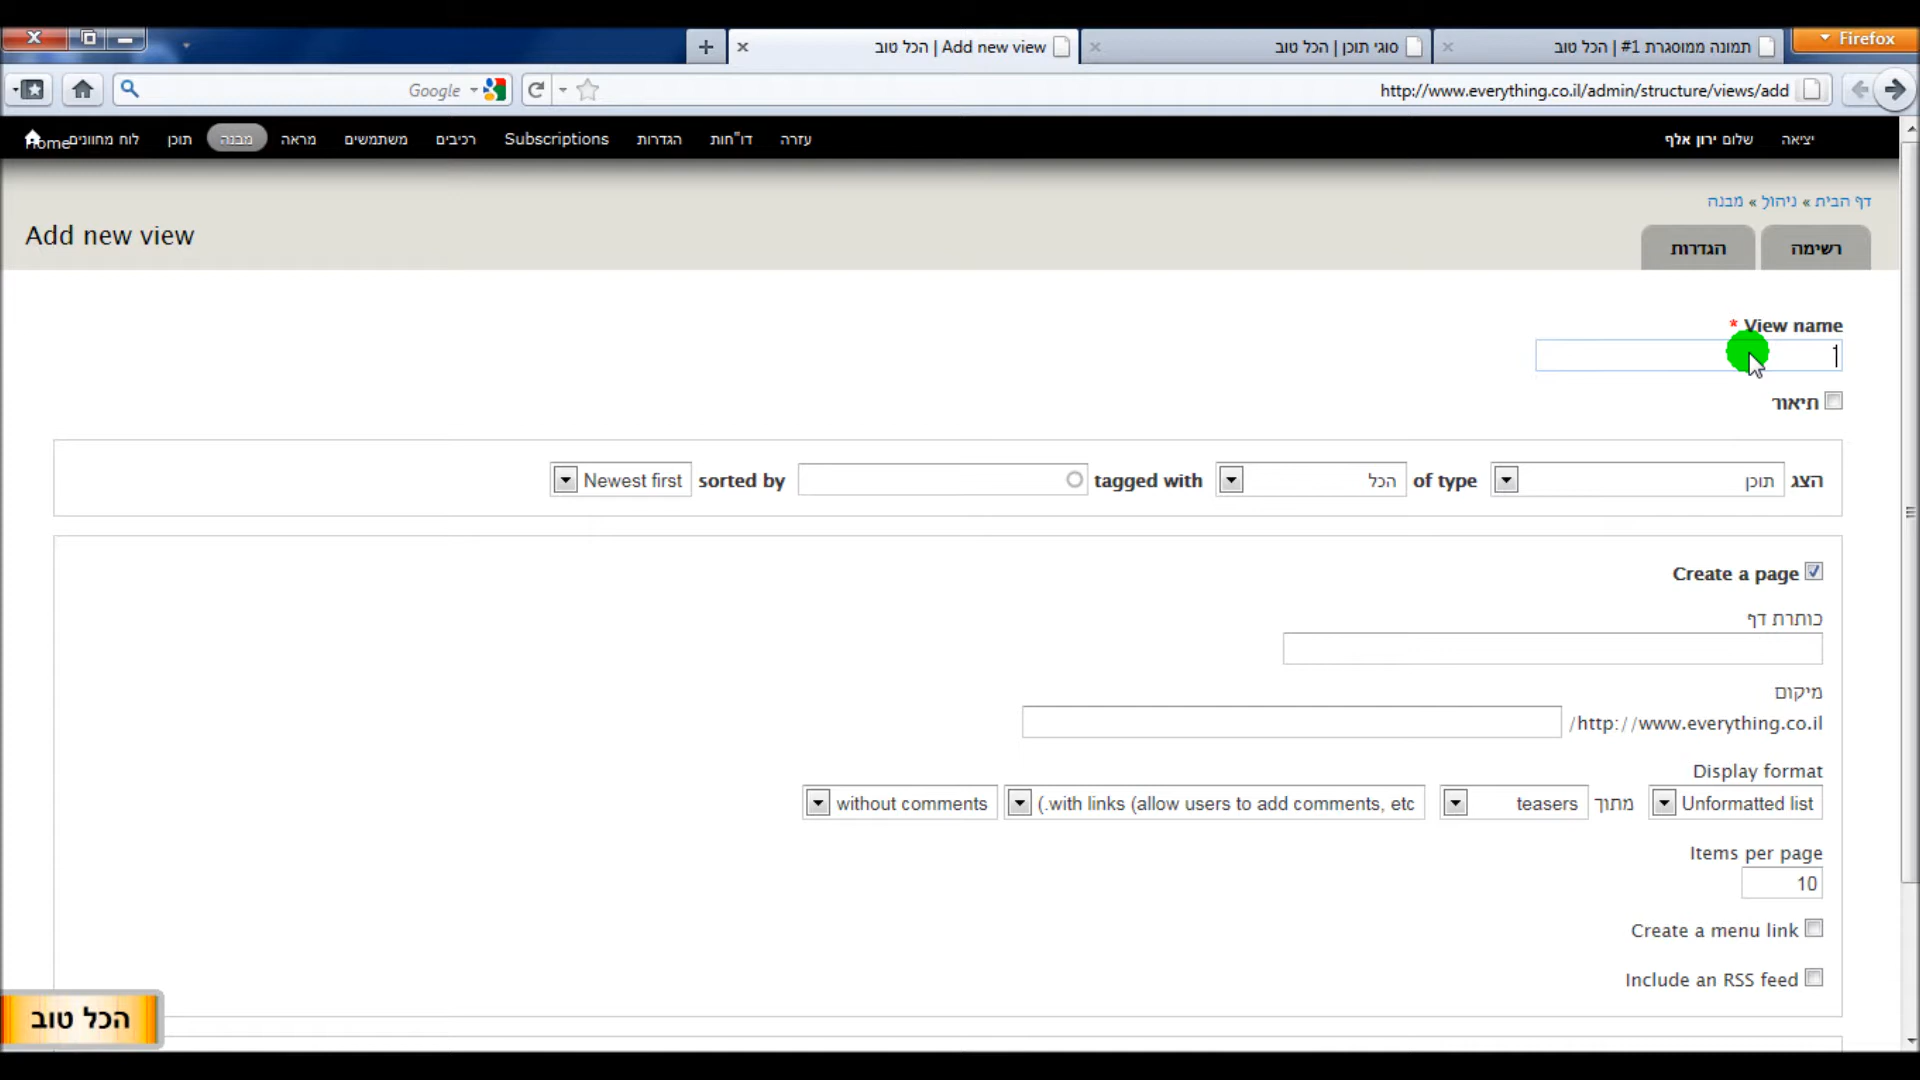 Firefox
תמונה ממוסגרת #1 | הכל טוב
סוגי תוכן | הכל טוב
Add new view | הכל טוב
http://www.everything.co.il/admin/structure/views/add
Google
Home לוח מחוונים תוכן מבנה מראה משתמשים רכיבים Subscriptions הגדרות דו"חות עזרה
שלום ירון אלף יציאה
דף הבית » ניהול » מבנה
Add new view
רשימה הגדרות
View name *
תיאור
הצג תוכן of type הכל tagged with sorted by Newest first
Create a page
כותרת דף
מיקום
http://www.everything.co.il/
Display format
Unformatted list מתוך teasers with links (allow users to add comments, etc.) without comments
Items per page
10
Create a menu link
Include an RSS feed
הכל טוב